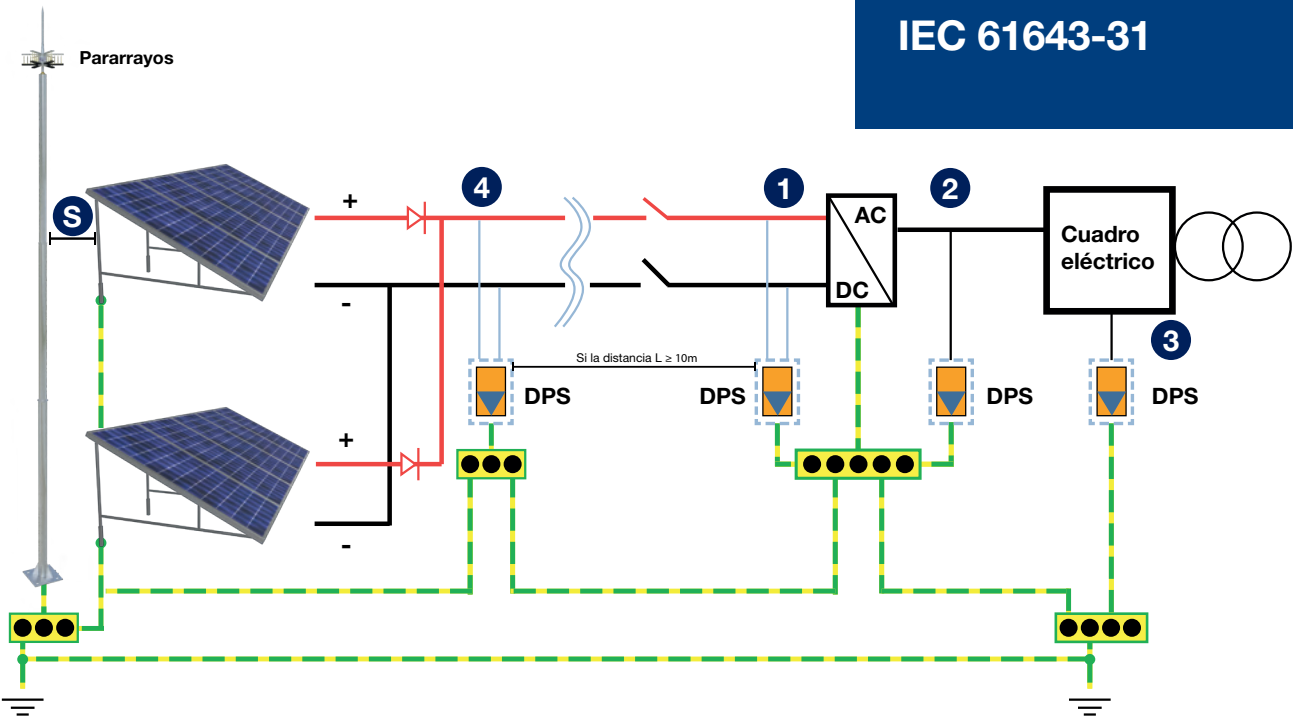 IEC 61643-31
Pararrayos
4
1
2
+
S
AC
Cuadro
eléctrico
DC
-
3
Si la distancia L ≥ 10m
DPS
DPS
DPS
DPS
+
-